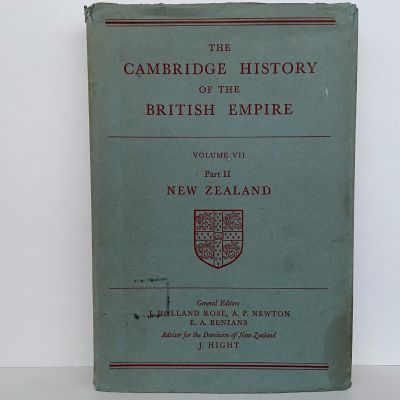 THE
CAMBRIDGE HISTORY
OF THE
BRITISH EMPIRE
VOLUME VII
Part II
NEW ZEALAND
General Editors
J. HOLLAND ROSE, A. P. NEWTON
E. A. BENIANS
Adviser for the Dominion of New Zealand
J. HIGHT